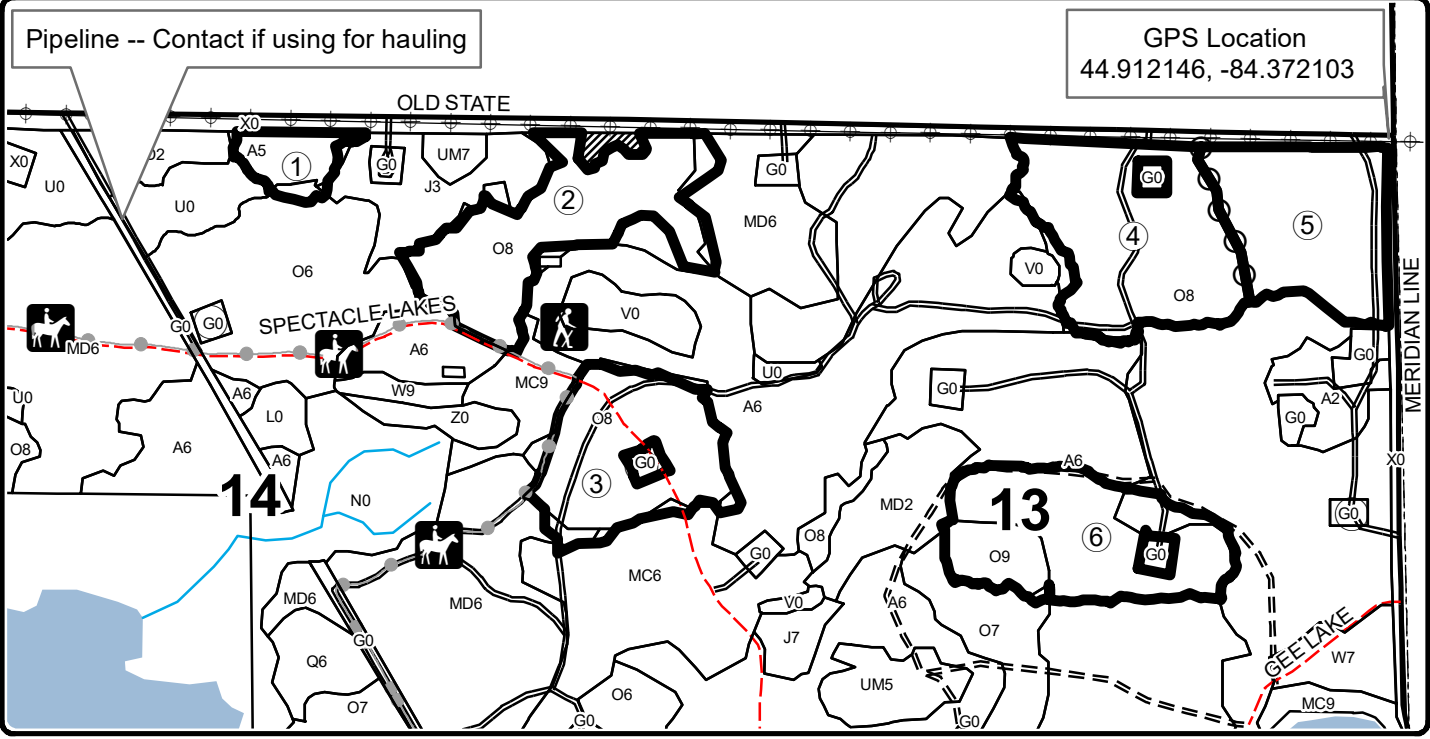 Pipeline -- Contact if using for hauling
GPS Location
44.912146, -84.372103
OLD STATE
X0
A5
①
G0
UM7
J3
②
G0
MD6
G0
④
⑤
X0
U0
U0
O6
O8
V0
O8
V0
SPECTACLE LAKES
G0
G0
MD6
A6
MC9
U0
G0
MERIDIAN LINE
U0
A6
L0
W9
Z0
O8
A6
G0
A2
G0
O8
A6
A6
14
N0
③
G0
A6
13
MD2
O8
O9
⑥
G0
X0
G0
MC6
G0
MD6
MD6
V0
A6
J7
O7
G0
Q6
O7
O6
G0
UM5
G0
GEE LAKE
W7
MC9